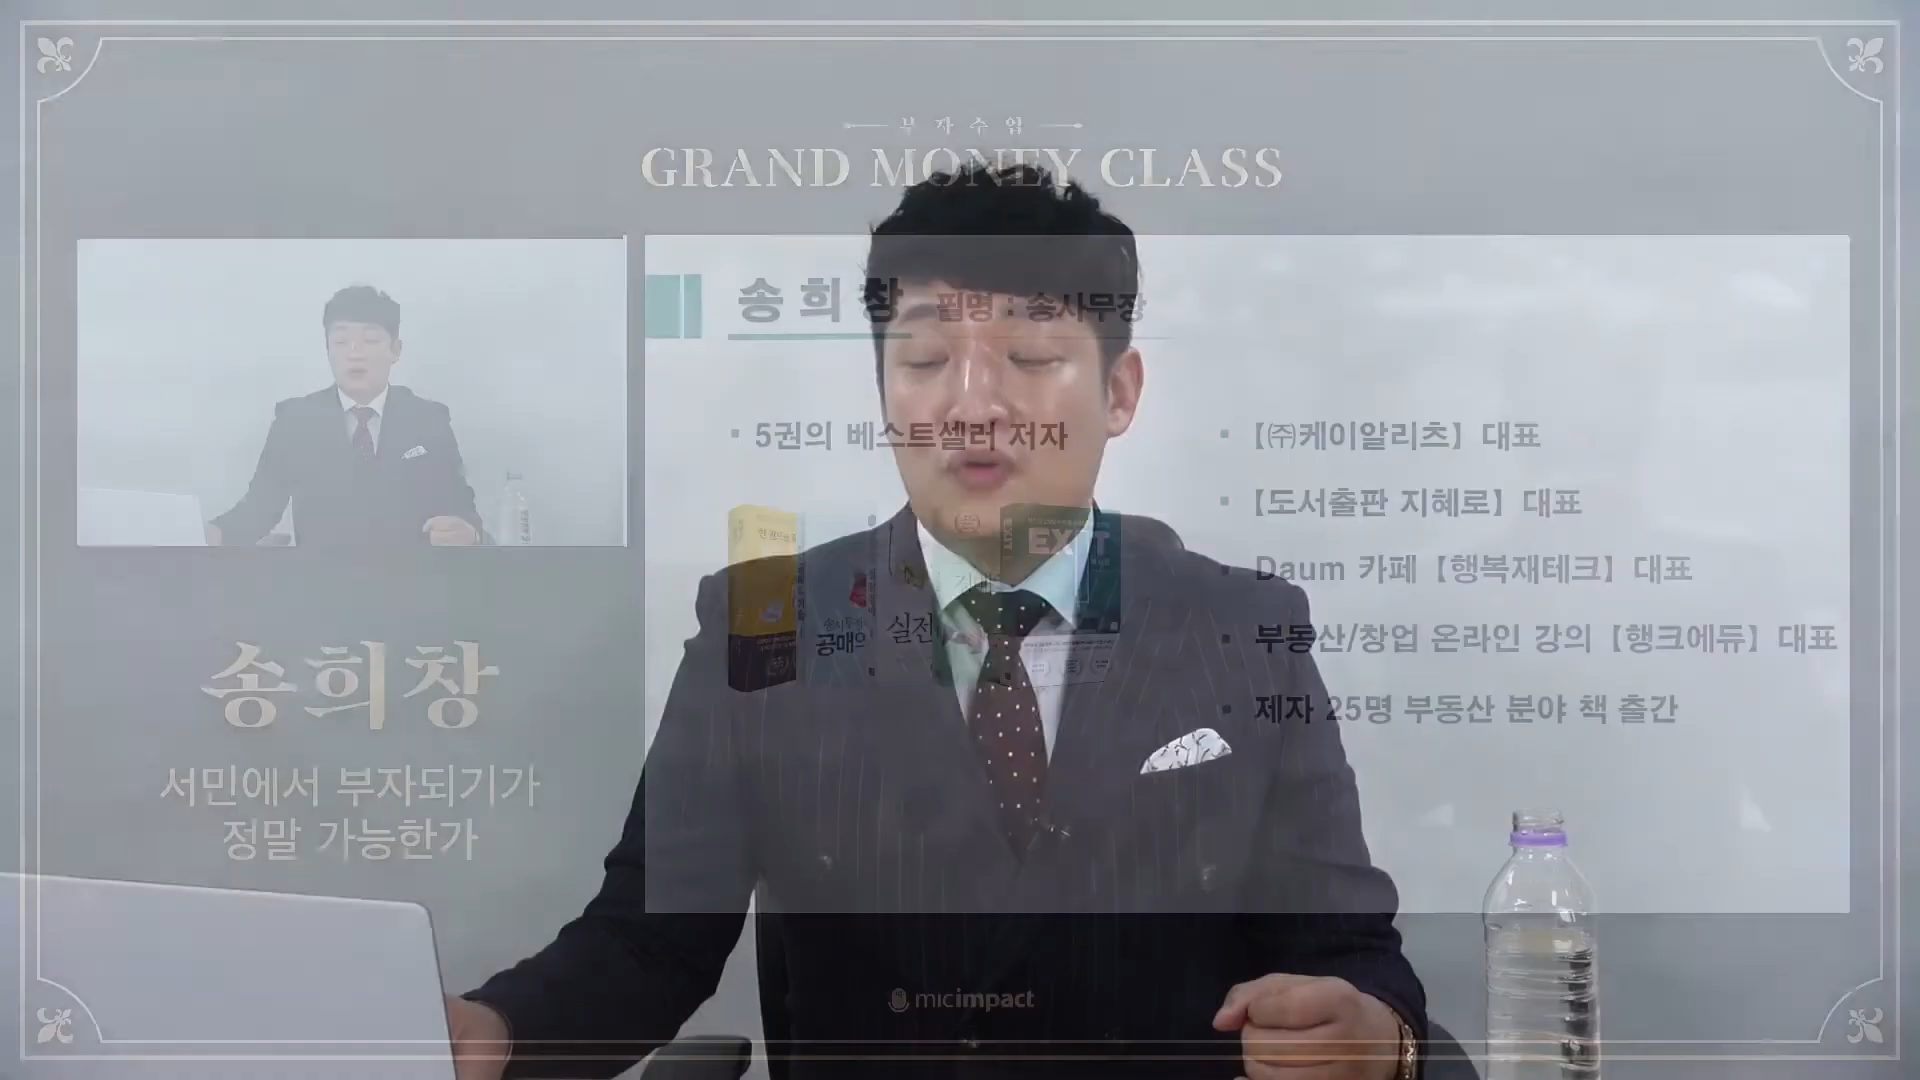 부자수업
GRAND MONEY CLASS
송희창 필명 : 송사무장
5권의 베스트셀러 저자
【㈜케이알리츠】 대표
【도서출판 지혜로】 대표
Daum 카페【행복재테크】대표
부동산/창업 온라인 강의【행크에듀】대표
제자 25명 부동산 분야 책 출간
EXIT
공매의
실전
송희창
서민에서 부자되기가
정말 가능한가
micimpact